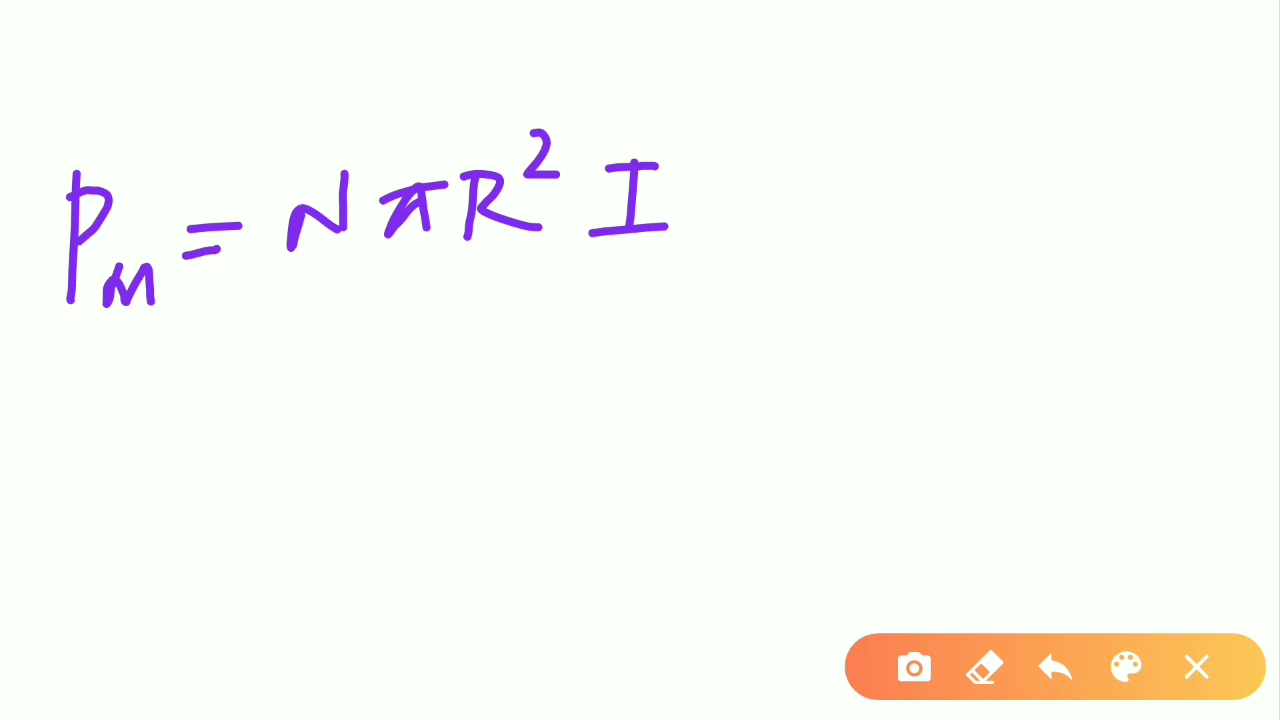 P_M = NπR² I